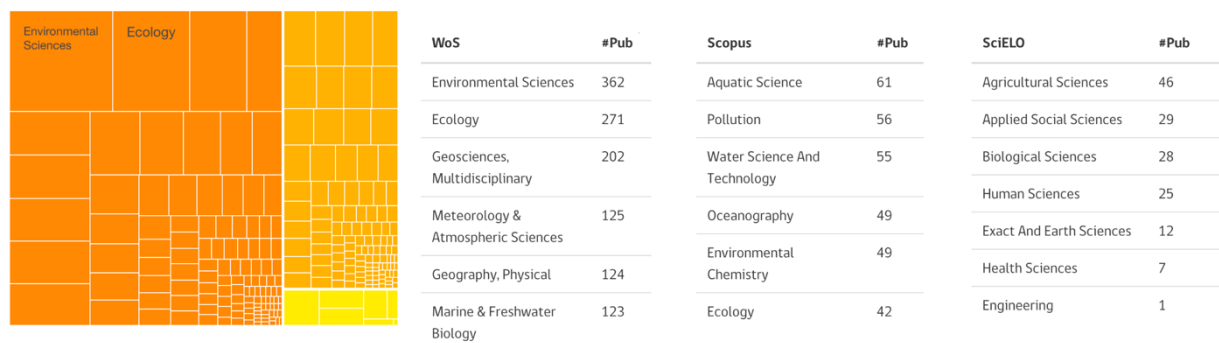 Environmental
Sciences
Ecology
WoS #Pub
Environmental Sciences 362
Ecology 271
Geosciences, 202
Multidisciplinary
Meteorology & 125
Atmospheric Sciences
Geography, Physical 124
Marine & Freshwater 123
Biology
Scopus #Pub
Aquatic Science 61
Pollution 56
Water Science And 55
Technology
Oceanography 49
Environmental 49
Chemistry
Ecology 42
SciELO #Pub
Agricultural Sciences 46
Applied Social Sciences 29
Biological Sciences 28
Human Sciences 25
Exact And Earth Sciences 12
Health Sciences 7
Engineering 1